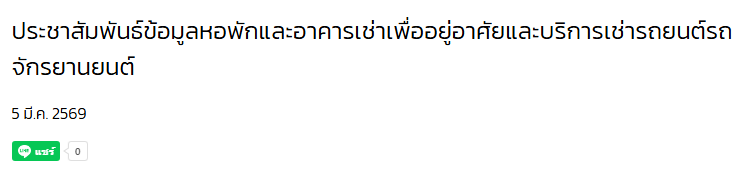 ประชาสัมพันธ์ข้อมูลหอพักและอาคารเช่าเพื่ออยู่อาศัยและบริการเช่ารถยนต์รถ
จักรยานยนต์
5 มี.ค. 2569
LINE แชร์ 0